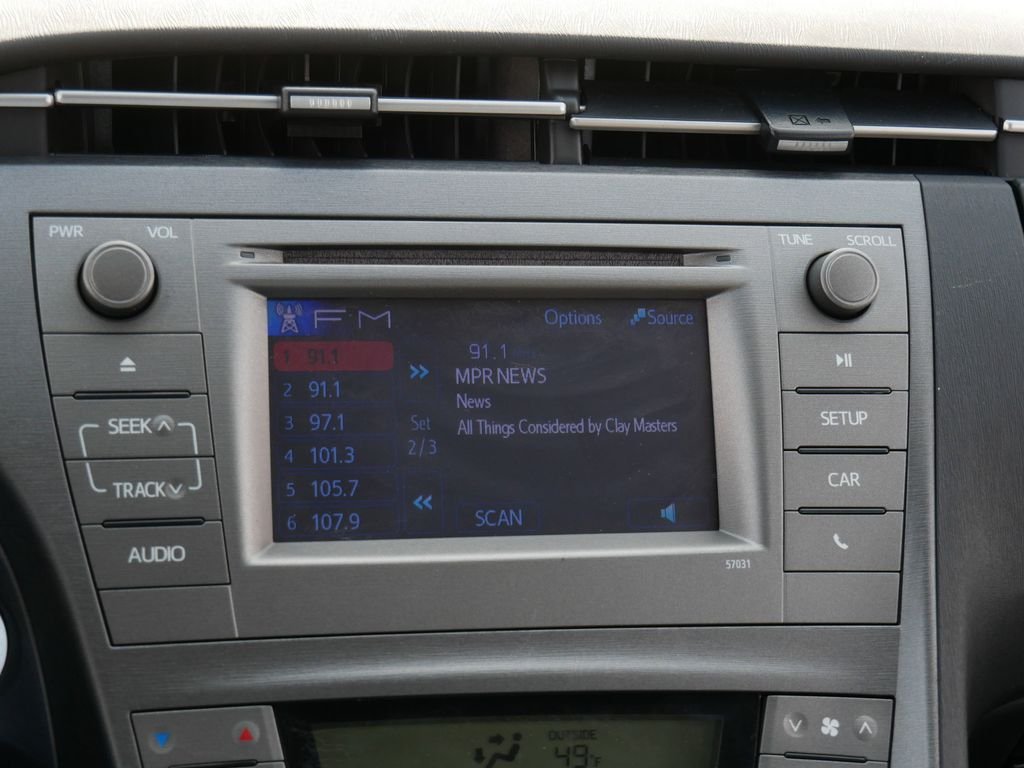 PWR VOL
TUNE SCROLL
FM Options Source
1 91.1
2 91.1
3 97.1
4 101.3
5 105.7
6 107.9
Set
2/3
91.1
MPR NEWS
News
All Things Considered by Clay Masters
SCAN
SEEK
TRACK
AUDIO
SETUP
CAR
57031
OUTSIDE
49°F